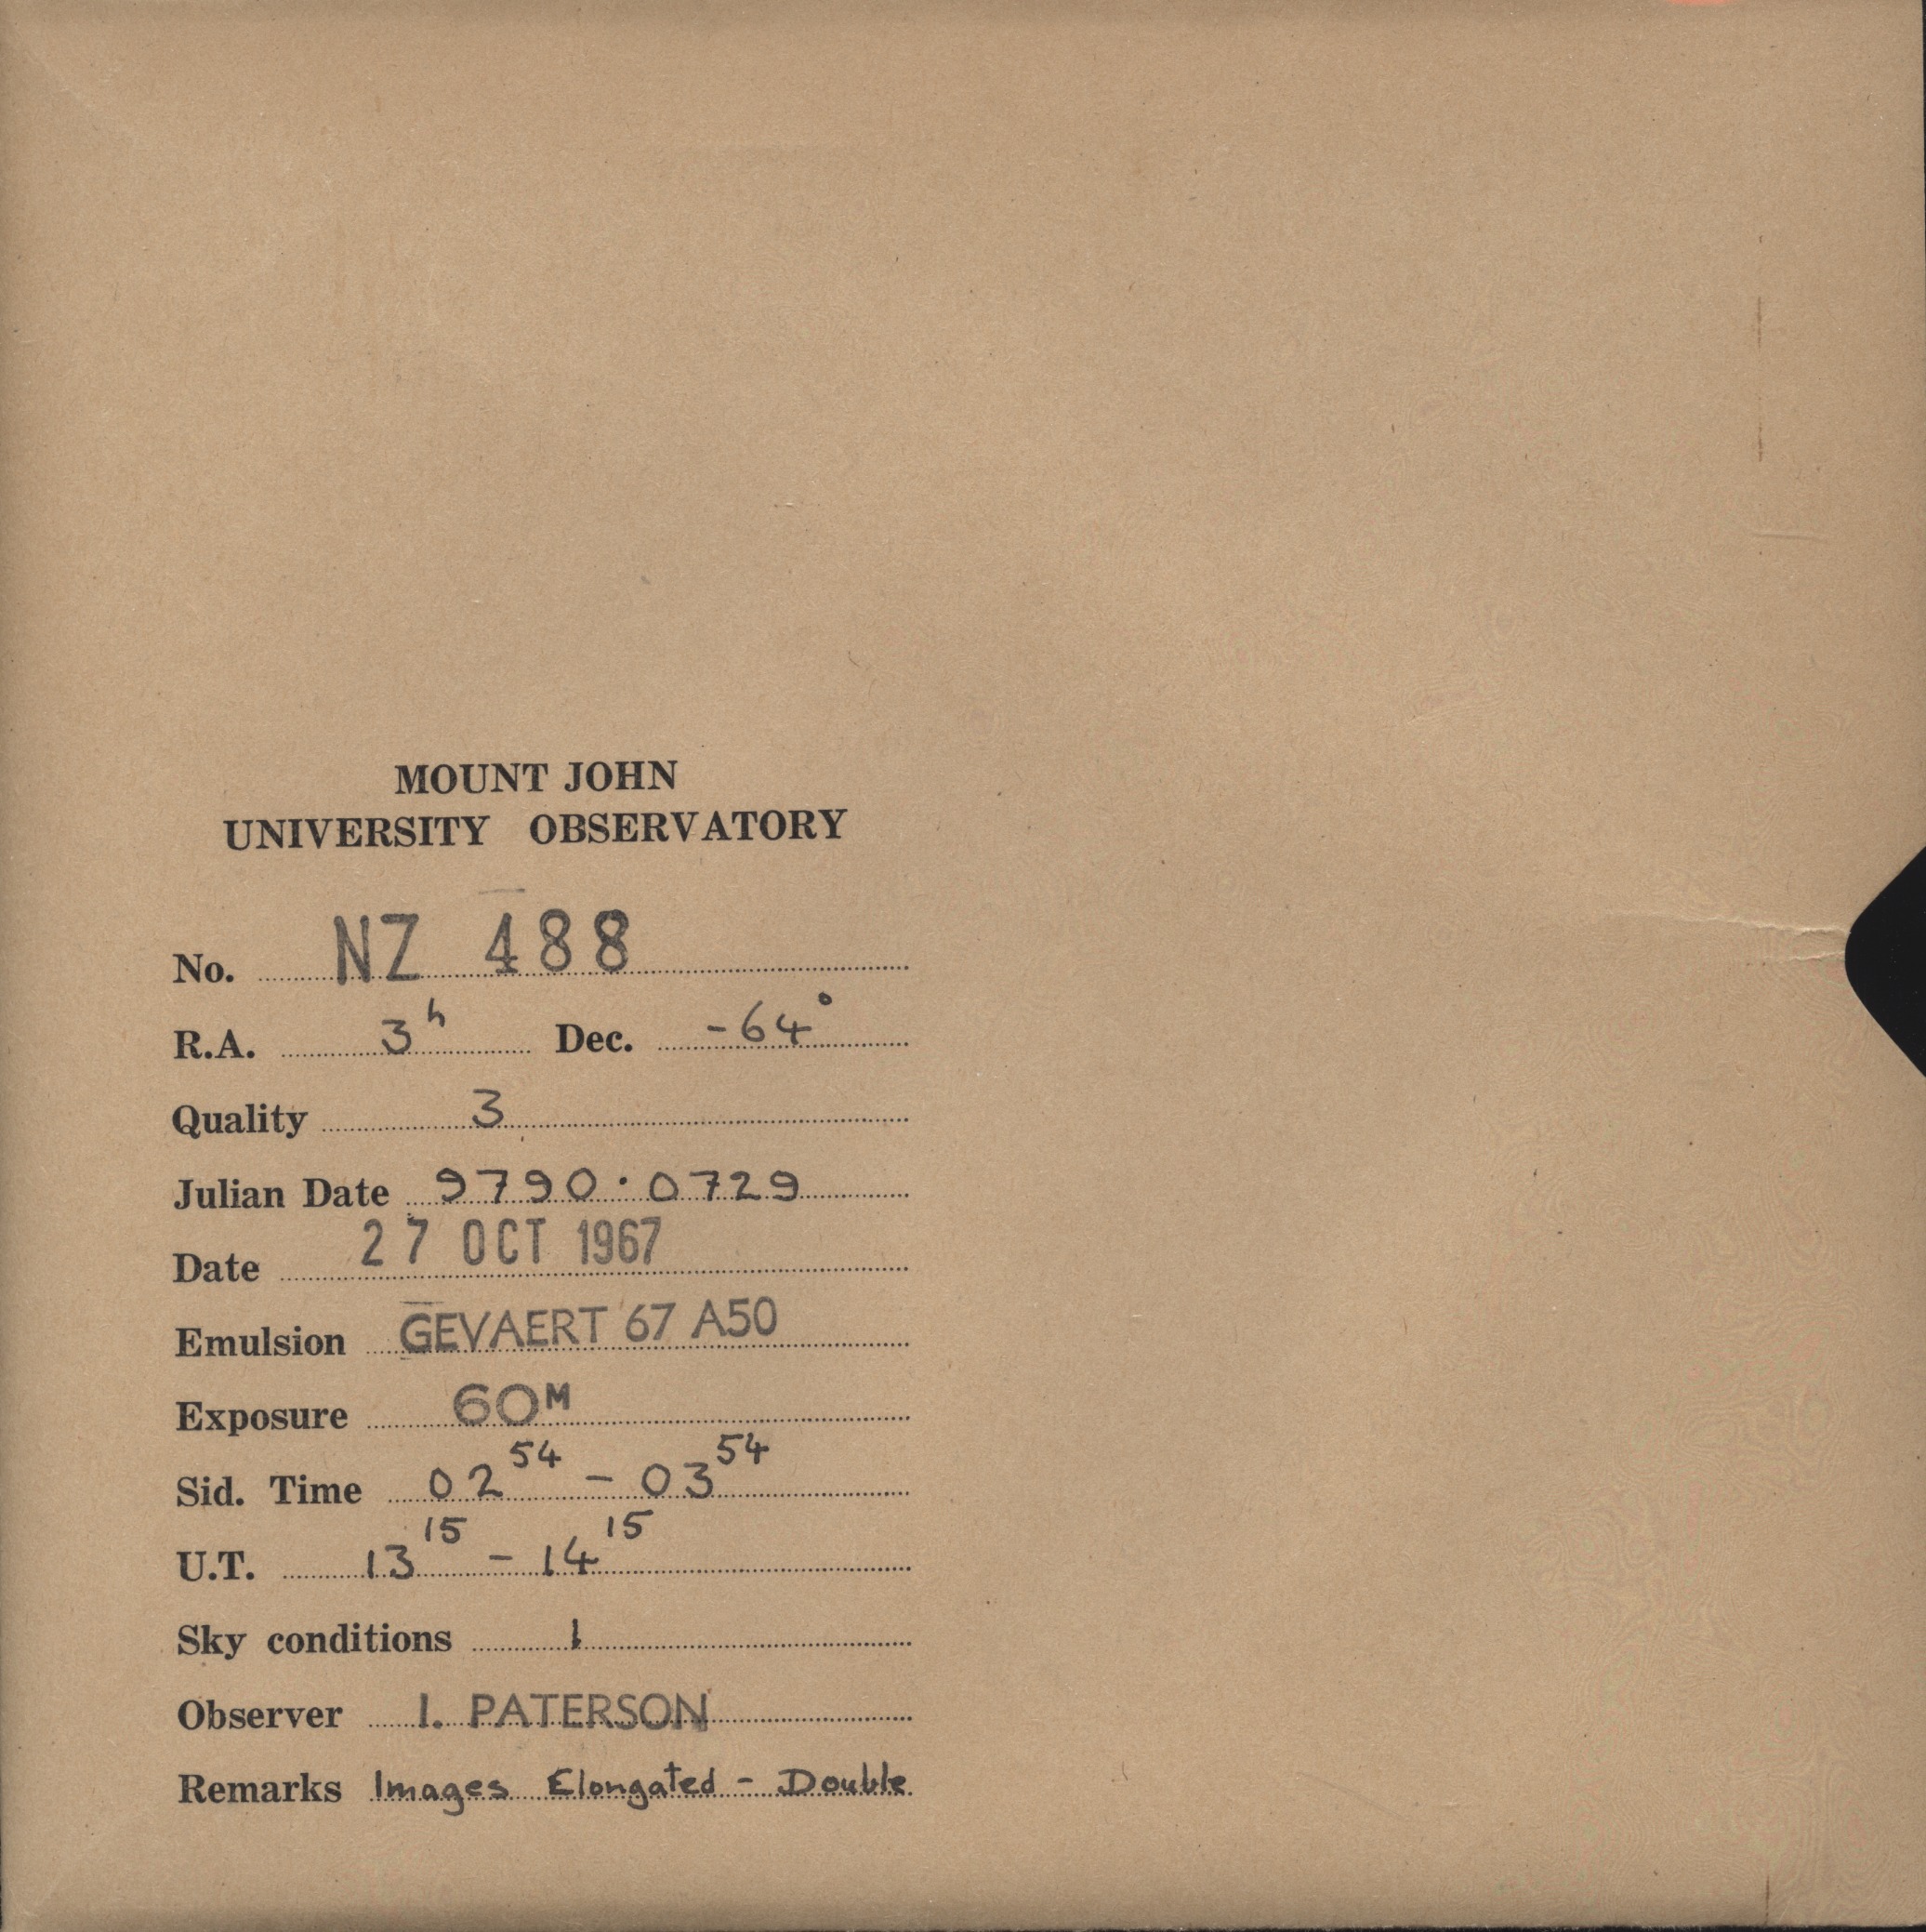 MOUNT JOHN
UNIVERSITY OBSERVATORY
No. NZ 488
R.A. 3h Dec. -64°
Quality 3
Julian Date 9790.0729
Date 27 OCT 1967
Emulsion GEVAERT 67 A50
Exposure 60M
Sid. Time 02 54 - 03 54
U.T. 13 15 - 14 15
Sky conditions 1
Observer I. PATERSON
Remarks Images Elongated - Double